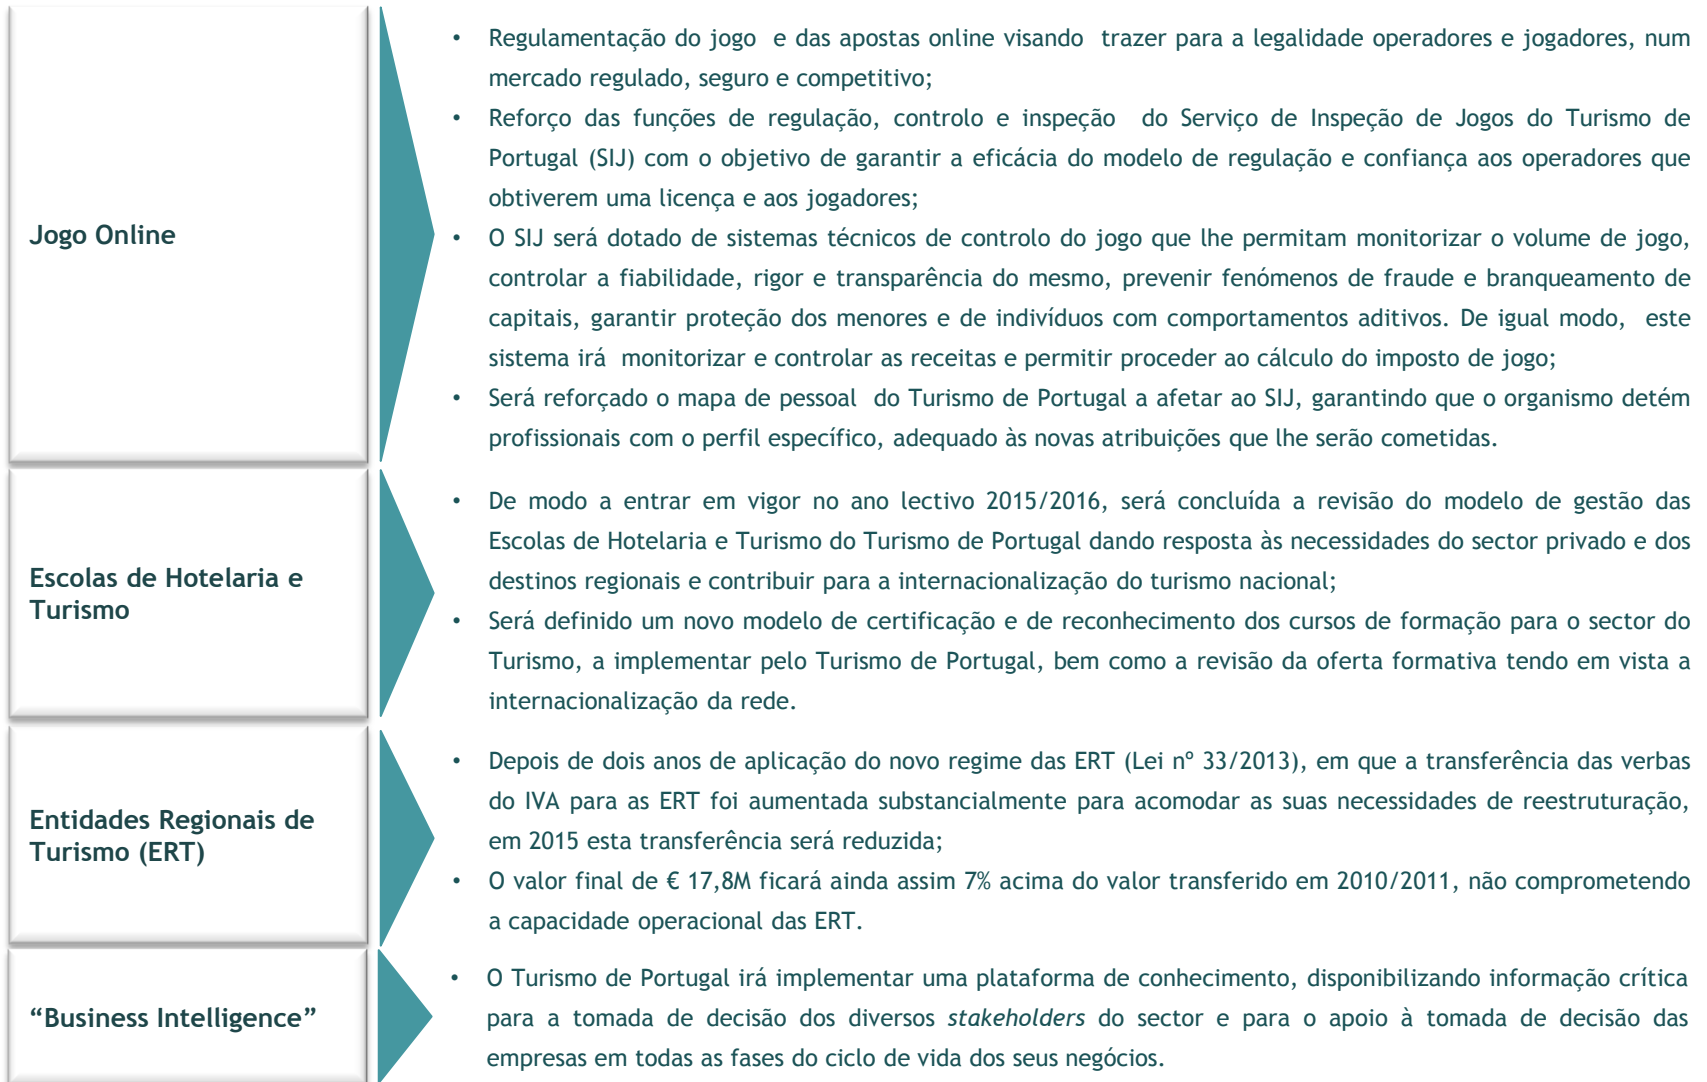 Jogo Online
• Regulamentação do jogo e das apostas online visando trazer para a legalidade operadores e jogadores, num
mercado regulado, seguro e competitivo;
• Reforço das funções de regulação, controlo e inspeção do Serviço de Inspeção de Jogos do Turismo de
Portugal (SIJ) com o objetivo de garantir a eficácia do modelo de regulação e confiança aos operadores que
obtiverem uma licença e aos jogadores;
• O SIJ será dotado de sistemas técnicos de controlo do jogo que lhe permitam monitorizar o volume de jogo,
controlar a fiabilidade, rigor e transparência do mesmo, prevenir fenómenos de fraude e branqueamento de
capitais, garantir proteção dos menores e de indivíduos com comportamentos aditivos. De igual modo, este
sistema irá monitorizar e controlar as receitas e permitir proceder ao cálculo do imposto de jogo;
• Será reforçado o mapa de pessoal do Turismo de Portugal a afetar ao SIJ, garantindo que o organismo detém
profissionais com o perfil específico, adequado às novas atribuições que lhe serão cometidas.
Escolas de Hotelaria e
Turismo
• De modo a entrar em vigor no ano lectivo 2015/2016, será concluída a revisão do modelo de gestão das
Escolas de Hotelaria e Turismo do Turismo de Portugal dando resposta às necessidades do sector privado e dos
destinos regionais e contribuir para a internacionalização do turismo nacional;
• Será definido um novo modelo de certificação e de reconhecimento dos cursos de formação para o sector do
Turismo, a implementar pelo Turismo de Portugal, bem como a revisão da oferta formativa tendo em vista a
internacionalização da rede.
Entidades Regionais de
Turismo (ERT)
• Depois de dois anos de aplicação do novo regime das ERT (Lei nº 33/2013), em que a transferência das verbas
do IVA para as ERT foi aumentada substancialmente para acomodar as suas necessidades de reestruturação,
em 2015 esta transferência será reduzida;
• O valor final de € 17,8M ficará ainda assim 7% acima do valor transferido em 2010/2011, não comprometendo
a capacidade operacional das ERT.
“Business Intelligence”
• O Turismo de Portugal irá implementar uma plataforma de conhecimento, disponibilizando informação crítica
para a tomada de decisão dos diversos stakeholders do sector e para o apoio à tomada de decisão das
empresas em todas as fases do ciclo de vida dos seus negócios.